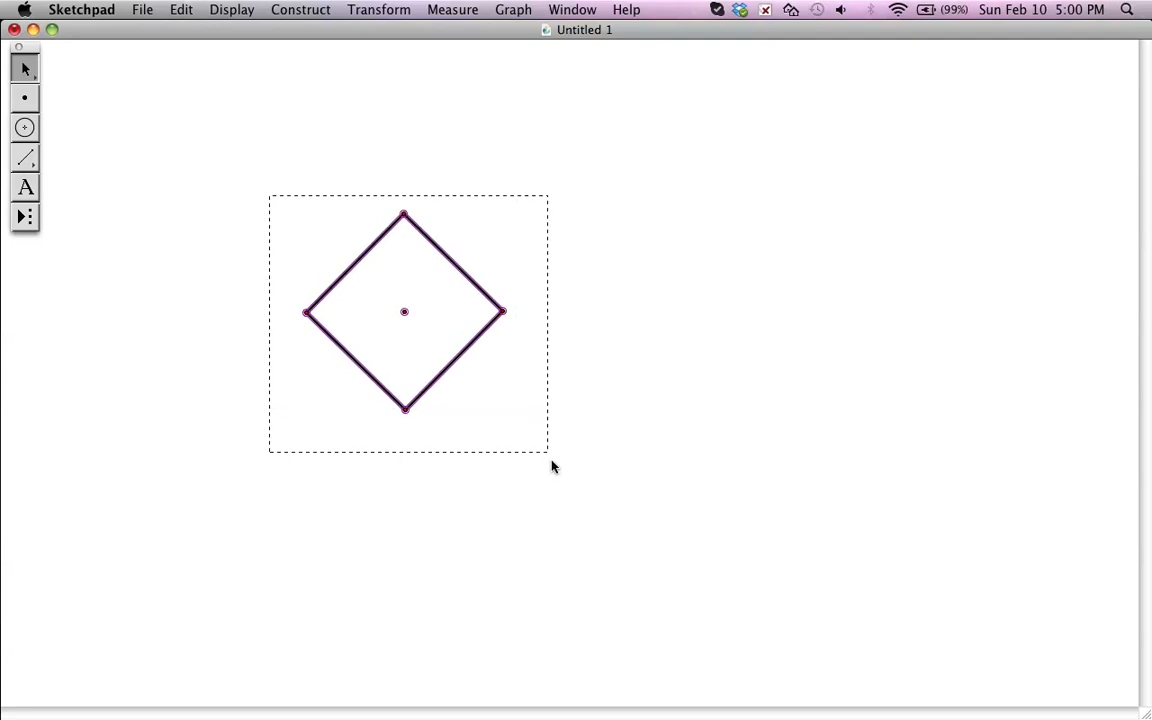 Sketchpad File Edit Display Construct Transform Measure Graph Window Help (99%) Sun Feb 10 5:00 PM
Untitled 1
A